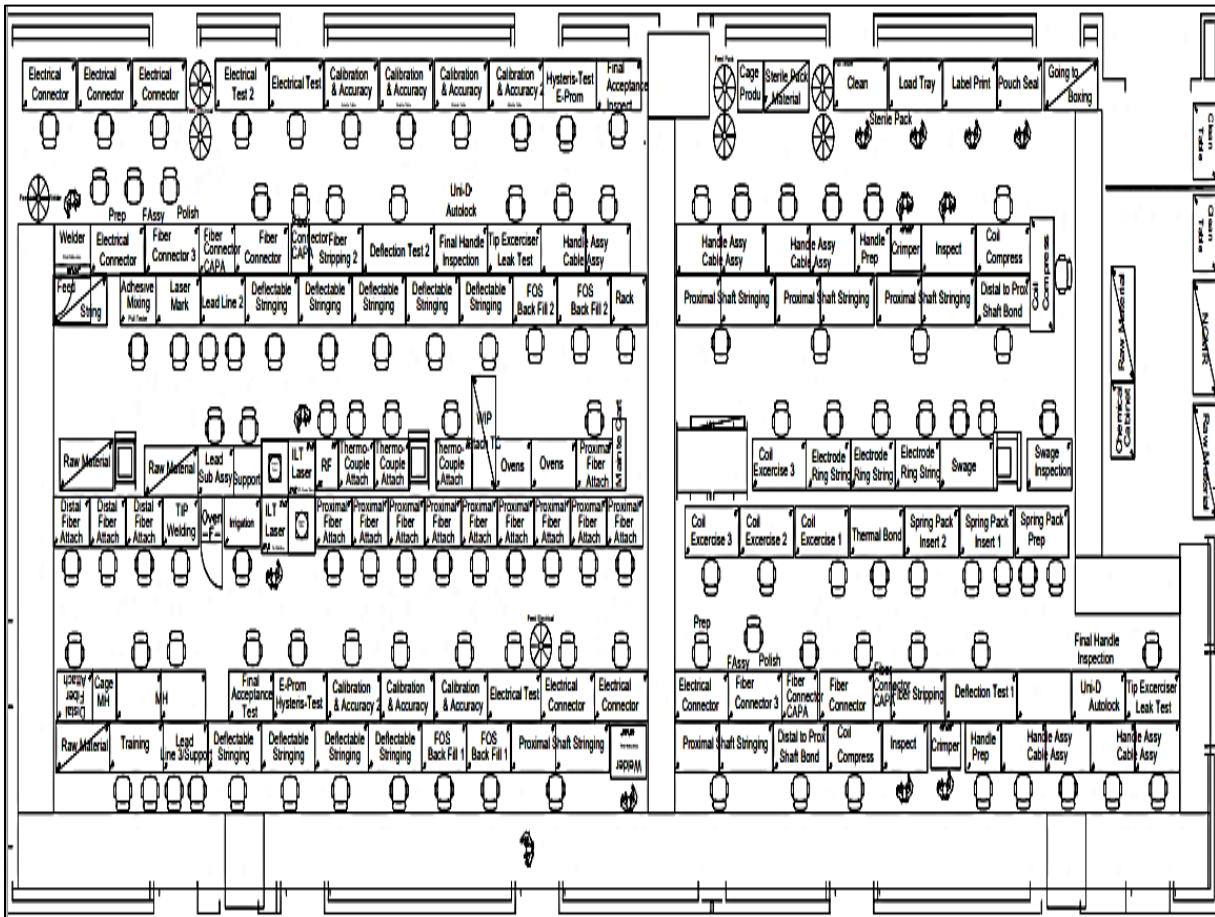 Electrical
Connector
Electrical
Connector
Electrical
Connector
Electrical
Test 2
Electrical Test
Calibration
& Accuracy
Calibration
& Accuracy
Calibration
& Accuracy
Calibration
& Accuracy 2
Hysteris-Test
E-Prom
Final
Acceptance
Inspect
Cage
Produ
Sterile Pack
Material
Clean
Load Tray
Label Print
Pouch Seal
Going to
Boxing
Sterile Pack
Clean
Table
Prep
FAssy
Polish
Uni-D
Autolock
Welder
Electrical
Connector
Fiber
Connector 3
Fiber
Connector
CAPA
Fiber
Connector
Fiber
Connector
CAPA
Fiber
Stripping 2
Deflection Test 2
Final Handle
Inspection
Tip Excerciser
Leak Test
Handle Assy
Cable Assy
Handle Assy
Cable Assy
Handle Assy
Cable Assy
Handle
Prep
Crimper
Inspect
Coil
Compress
Coil
Compress
Clean
Table
Feed
String
Adhesive
Mixing
Laser
Mark
Lead Line 2
Deflectable
Stringing
Deflectable
Stringing
Deflectable
Stringing
Deflectable
Stringing
Deflectable
Stringing
FOS
Back Fill 2
FOS
Back Fill 2
Rack
Proximal Shaft Stringing
Proximal Shaft Stringing
Proximal Shaft Stringing
Distal to Prox
Shaft Bond
Raw Material
NCMR
Chemical
Cabinet
Raw Material
Raw Material
Raw Material
Lead
Sub Assy
Support
ILT
Laser
RF
Thermo-
Couple
Attach
Thermo-
Couple
Attach
Thermo-
Couple
Attach
WIP
Attach TC
Ovens
Ovens
Proximal
Fiber
Attach
Main'te Cart
Coil
Excercise 3
Electrode
Ring String
Electrode
Ring String
Electrode
Ring String
Swage
Swage
Inspection
Distal
Fiber
Attach
Distal
Fiber
Attach
Distal
Fiber
Attach
TIP
Welding
Oven
=F=
Irrigation
ILT
Laser
Proximal
Fiber
Attach
Proximal
Fiber
Attach
Proximal
Fiber
Attach
Proximal
Fiber
Attach
Proximal
Fiber
Attach
Proximal
Fiber
Attach
Proximal
Fiber
Attach
Proximal
Fiber
Attach
Proximal
Fiber
Attach
Coil
Excercise 3
Coil
Excercise 2
Coil
Excercise 1
Thermal Bond
Spring Pack
Insert 2
Spring Pack
Insert 1
Spring Pack
Prep
Prep
FAssy
Polish
Final Handle
Inspection
Distal
Fiber
Attach
Cage
MH
MH
Final
Acceptance
Test
E-Prom
Hysteris-Test
Calibration
& Accuracy 2
Calibration
& Accuracy
Calibration
& Accuracy
Electrical Test
Electrical
Connector
Electrical
Connector
Electrical
Connector
Fiber
Connector 3
Fiber
Connector
CAPA
Fiber
Connector
Fiber
Connector
CAPA
Fiber Stripping
Deflection Test 1
Uni-D
Autolock
Tip Excerciser
Leak Test
Raw Material
Training
Lead
Line 3/Support
Deflectable
Stringing
Deflectable
Stringing
Deflectable
Stringing
Deflectable
Stringing
FOS
Back Fill 1
FOS
Back Fill 1
Proximal Shaft Stringing
Welder
Proximal Shaft Stringing
Distal to Prox
Shaft Bond
Coil
Compress
Inspect
Crimper
Handle
Prep
Handle Assy
Cable Assy
Handle Assy
Cable Assy